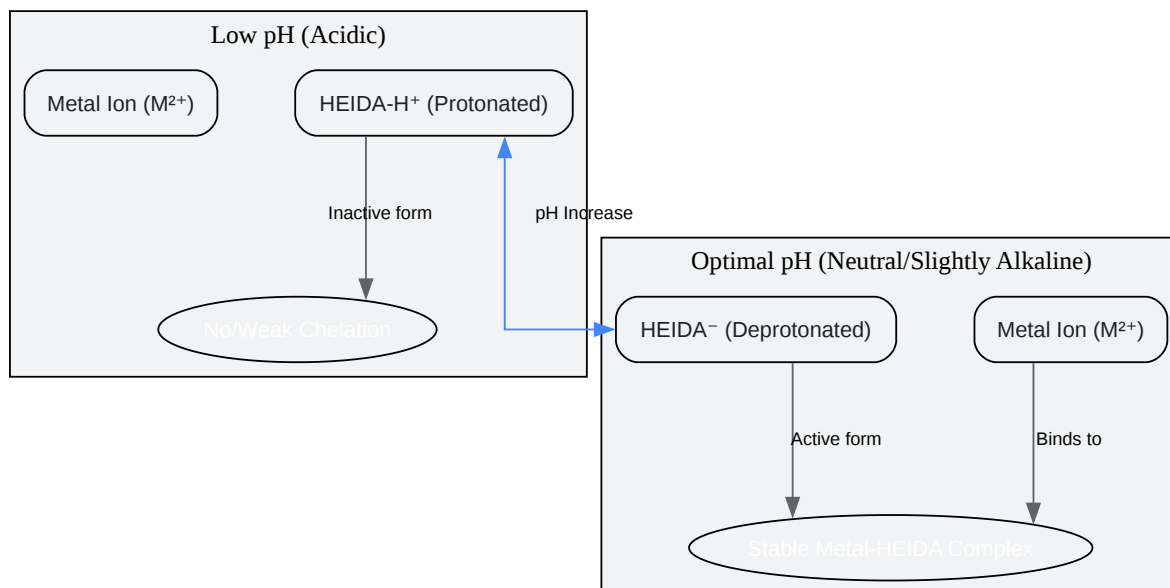 Low pH (Acidic)
Metal Ion (M²⁺)
HEIDA-H⁺ (Protonated)
Inactive form
pH Increase
No/Weak Chelation
Optimal pH (Neutral/Slightly Alkaline)
HEIDA⁻ (Deprotonated)
Metal Ion (M²⁺)
Active form
Binds to
Stable Metal-HEIDA Complex